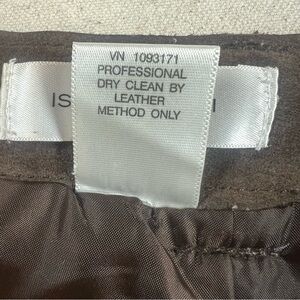 VN 1093171
PROFESSIONAL
DRY CLEAN BY
LEATHER
METHOD ONLY